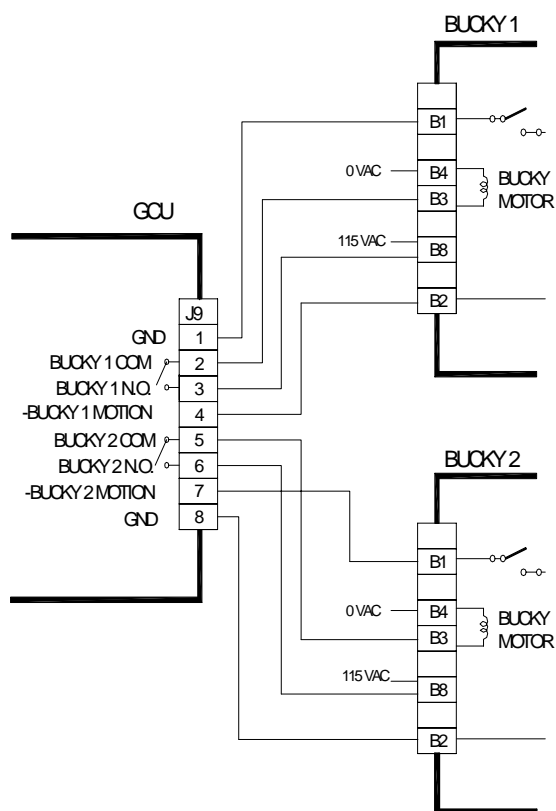 BUCKY 1
B1
0 VAC
B4
B3
BUCKY
MOTOR
115 VAC
B8
B2
GCU
J9
GND 1
BUCKY 1 COM 2
BUCKY 1 N.O. 3
-BUCKY 1 MOTION 4
BUCKY 2 COM 5
BUCKY 2 N.O. 6
-BUCKY 2 MOTION 7
GND 8
BUCKY 2
B1
0 VAC
B4
B3
BUCKY
MOTOR
115 VAC
B8
B2